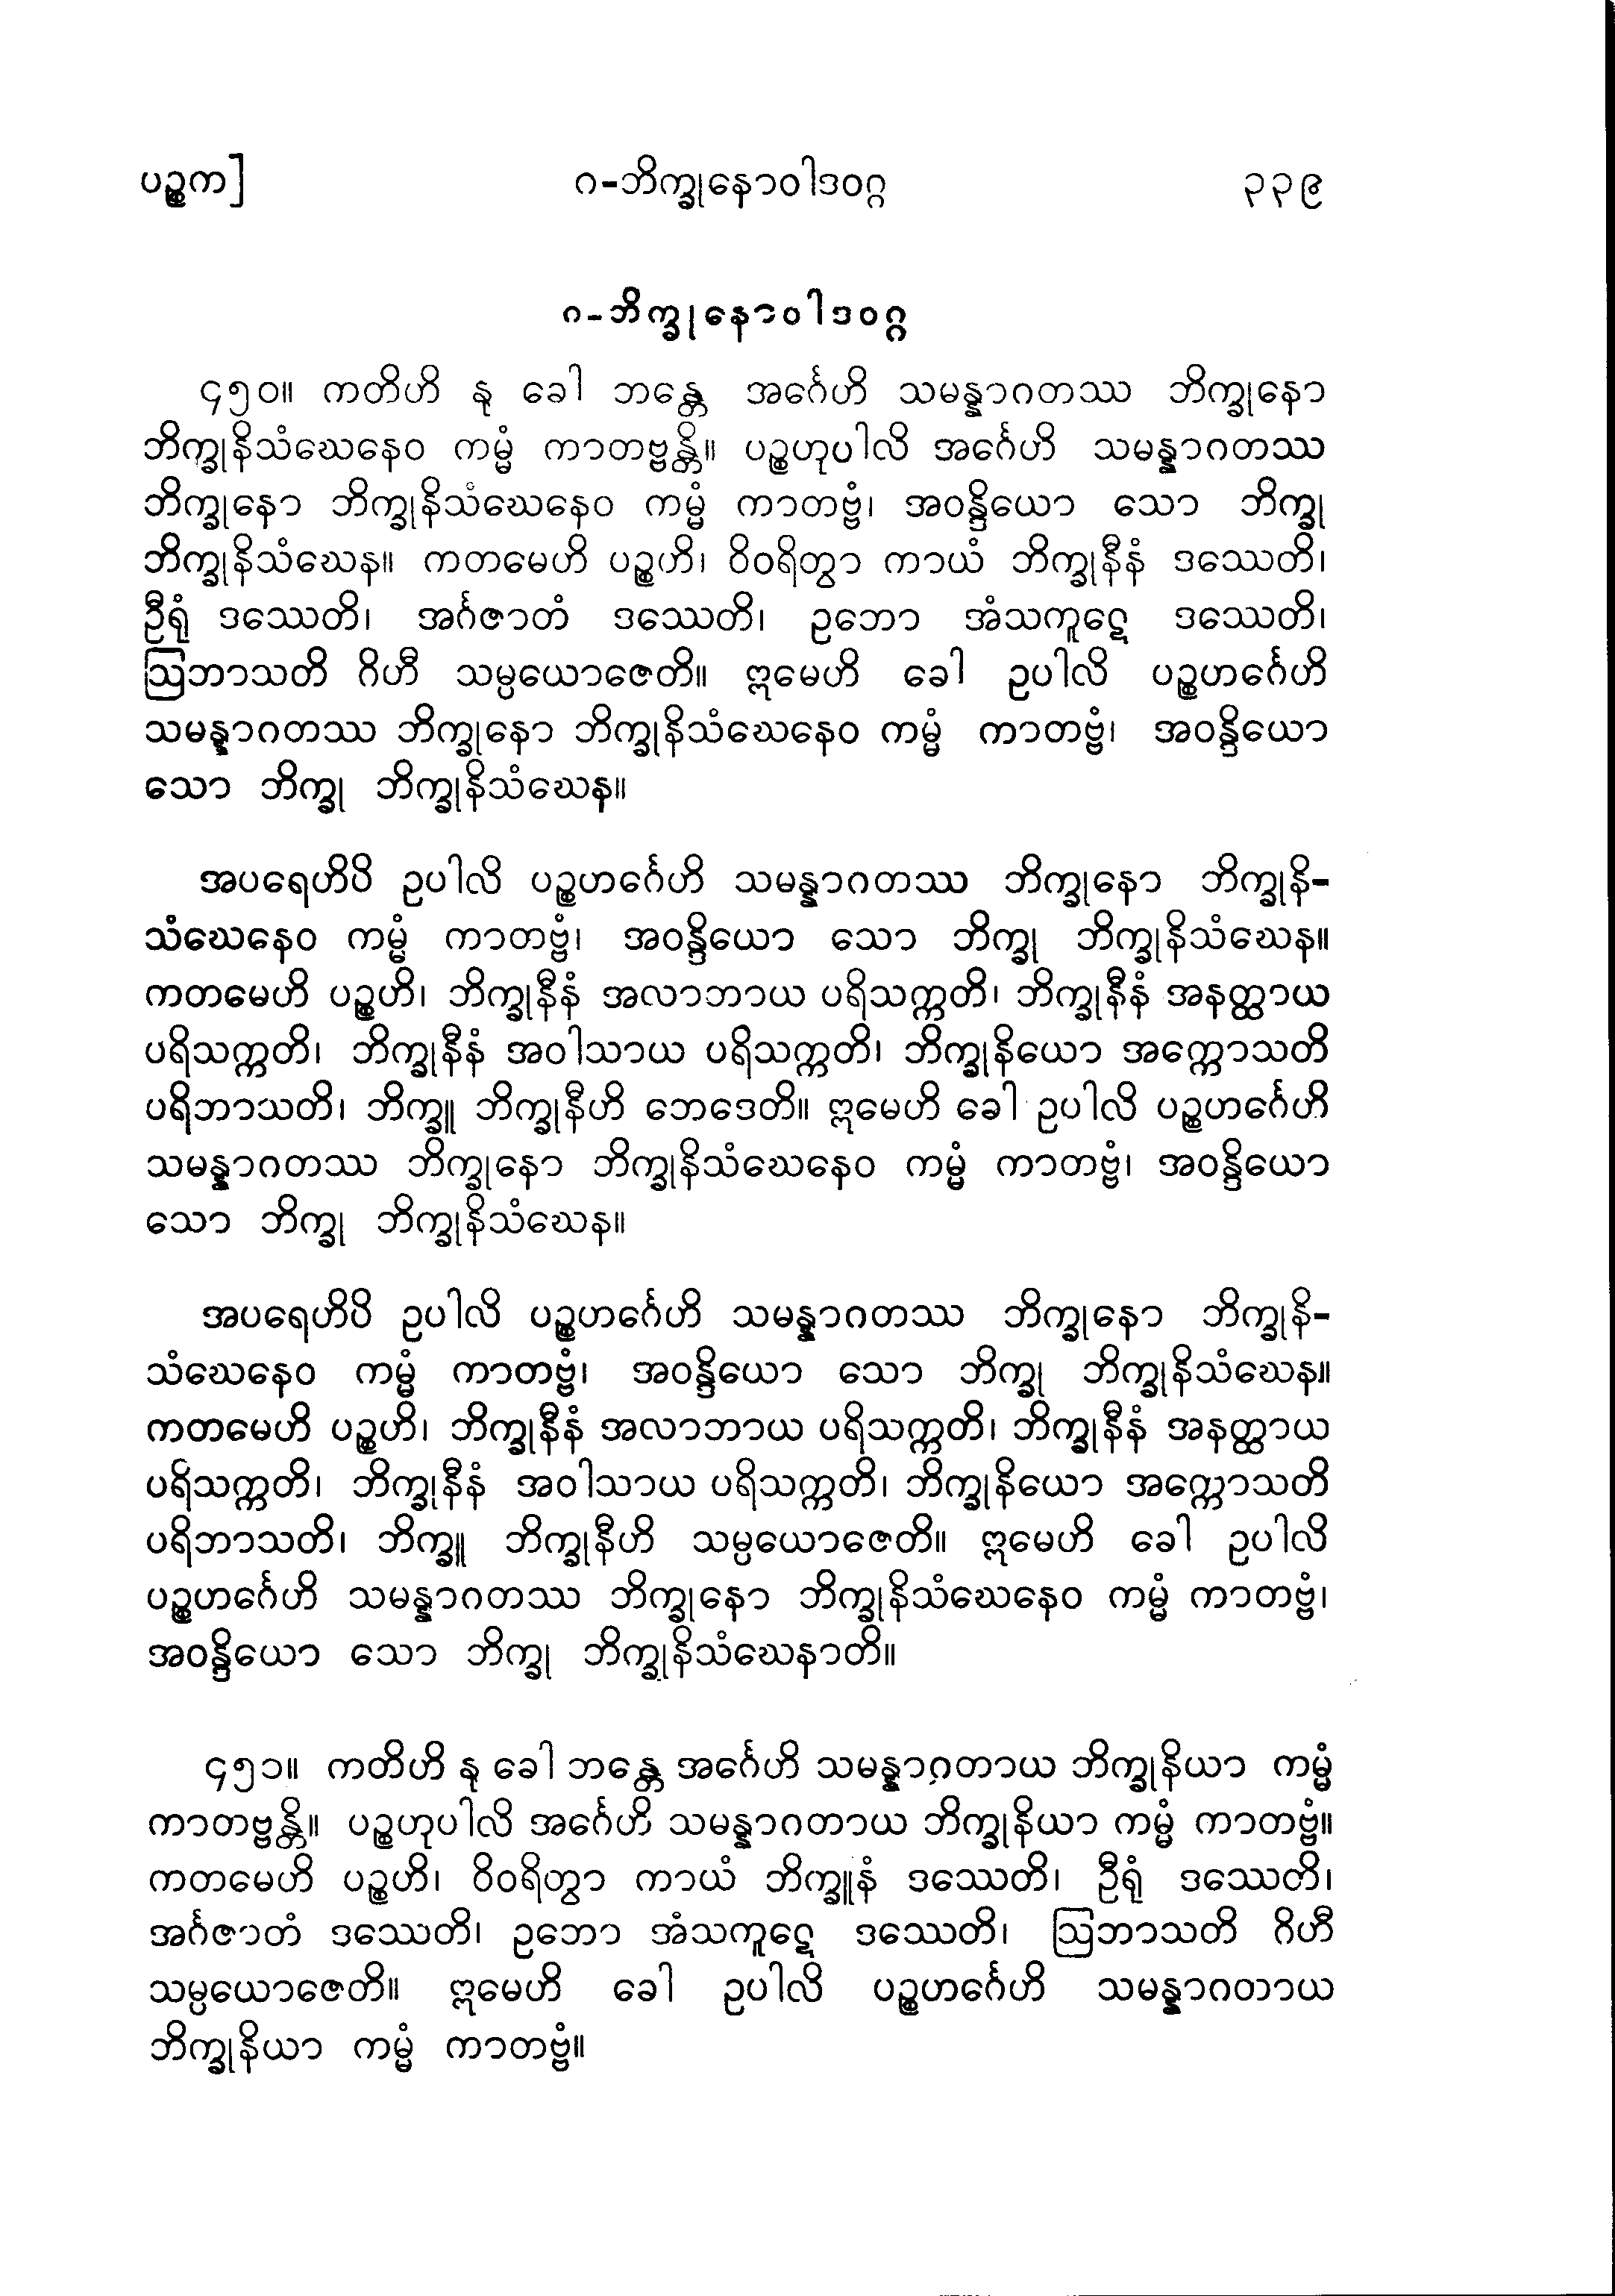 ပဉ္စက]
ဂ-ဘိက္ခုနောဝါဒဝဂ္ဂ
၃၃၉
ဂ-ဘိက္ခုနောဝါဒဝဂ္ဂ
၄၅၀။ ကတိဟိ နု ခေါ ဘန္တေ အင်္ဂေဟိ သမန္နာဂတဿ ဘိက္ခုနော
ဘိက္ခုနိသံဃေနေဝ ကမ္မံ ကာတဗ္ဗန္တိ။ ပဉ္စဟုပါလိ အင်္ဂေဟိ သမန္နာဂတဿ
ဘိက္ခုနော ဘိက္ခုနိသံဃေနေဝ ကမ္မံ ကာတဗ္ဗံ၊ အဝန္ဒိယော သော ဘိက္ခု
ဘိက္ခုနိသံဃေန။ ကတမေဟိ ပဉ္စဟိ၊ ဝိဝရိတွာ ကာယံ ဘိက္ခုနီနံ ဒဿေတိ၊
ဦရုံ ဒဿေတိ၊ အင်္ဂဇာတံ ဒဿေတိ၊ ဥဘော အံသကူဋေ ဒဿေတိ၊
ဩဘာသတိ ဂိဟီ သမ္ပယောဇေတိ။ ဣမေဟိ ခေါ ဥပါလိ ပဉ္စဟင်္ဂေဟိ
သမန္နာဂတဿ ဘိက္ခုနော ဘိက္ခုနိသံဃေနေဝ ကမ္မံ ကာတဗ္ဗံ၊ အဝန္ဒိယော
သော ဘိက္ခု ဘိက္ခုနိသံဃေန။
အပရေဟိပိ ဥပါလိ ပဉ္စဟင်္ဂေဟိ သမန္နာဂတဿ ဘိက္ခုနော ဘိက္ခုနိ-
သံဃေနေဝ ကမ္မံ ကာတဗ္ဗံ၊ အဝန္ဒိယော သော ဘိက္ခု ဘိက္ခုနိသံဃေန။
ကတမေဟိ ပဉ္စဟိ၊ ဘိက္ခုနီနံ အလာဘာယ ပရိသက္ကတိ၊ ဘိက္ခုနီနံ အနတ္ထာယ
ပရိသက္ကတိ၊ ဘိက္ခုနီနံ အဝါသာယ ပရိသက္ကတိ၊ ဘိက္ခုနိယော အက္ကောသတိ
ပရိဘာသတိ၊ ဘိက္ခူ ဘိက္ခုနီဟိ ဘေဒေတိ။ ဣမေဟိ ခေါ ဥပါလိ ပဉ္စဟင်္ဂေဟိ
သမန္နာဂတဿ ဘိက္ခုနော ဘိက္ခုနိသံဃေနေဝ ကမ္မံ ကာတဗ္ဗံ၊ အဝန္ဒိယော
သော ဘိက္ခု ဘိက္ခုနိသံဃေန။
အပရေဟိပိ ဥပါလိ ပဉ္စဟင်္ဂေဟိ သမန္နာဂတဿ ဘိက္ခုနော ဘိက္ခုနိ-
သံဃေနေဝ ကမ္မံ ကာတဗ္ဗံ၊ အဝန္ဒိယော သော ဘိက္ခု ဘိက္ခုနိသံဃေန။
ကတမေဟိ ပဉ္စဟိ၊ ဘိက္ခုနီနံ အလာဘာယ ပရိသက္ကတိ၊ ဘိက္ခုနီနံ အနတ္ထာယ
ပရိသက္ကတိ၊ ဘိက္ခုနီနံ အဝါသာယ ပရိသက္ကတိ၊ ဘိက္ခုနိယော အက္ကောသတိ
ပရိဘာသတိ၊ ဘိက္ခူ ဘိက္ခုနီဟိ သမ္ပယောဇေတိ။ ဣမေဟိ ခေါ ဥပါလိ
ပဉ္စဟင်္ဂေဟိ သမန္နာဂတဿ ဘိက္ခုနော ဘိက္ခုနိသံဃေနေဝ ကမ္မံ ကာတဗ္ဗံ၊
အဝန္ဒိယော သော ဘိက္ခု ဘိက္ခုနိသံဃေနာတိ။
၄၅၁။ ကတိဟိ နု ခေါ ဘန္တေ အင်္ဂေဟိ သမန္နာဂတာယ ဘိက္ခုနိယာ ကမ္မံ
ကာတဗ္ဗန္တိ။ ပဉ္စဟုပါလိ အင်္ဂေဟိ သမန္နာဂတာယ ဘိက္ခုနိယာ ကမ္မံ ကာတဗ္ဗံ။
ကတမေဟိ ပဉ္စဟိ၊ ဝိဝရိတွာ ကာယံ ဘိက္ခူနံ ဒဿေတိ၊ ဦရုံ ဒဿေတိ၊
အင်္ဂဇာတံ ဒဿေတိ၊ ဥဘော အံသကူဋေ ဒဿေတိ၊ ဩဘာသတိ ဂိဟီ
သမ္ပယောဇေတိ။ ဣမေဟိ ခေါ ဥပါလိ ပဉ္စဟင်္ဂေဟိ သမန္နာဂတာယ
ဘိက္ခုနိယာ ကမ္မံ ကာတဗ္ဗံ။